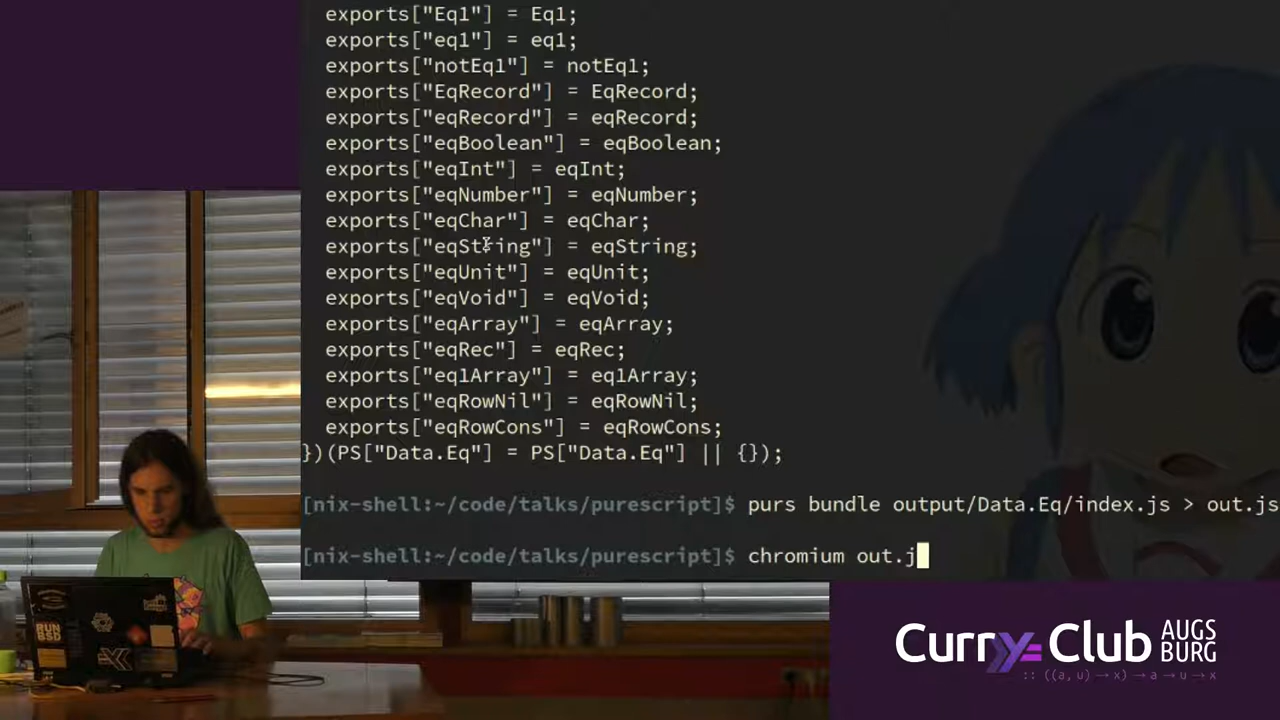 exports["Eq1"] = Eq1;
exports["eq1"] = eq1;
exports["notEq1"] = notEq1;
exports["EqRecord"] = EqRecord;
exports["eqRecord"] = eqRecord;
exports["eqBoolean"] = eqBoolean;
exports["eqInt"] = eqInt;
exports["eqNumber"] = eqNumber;
exports["eqChar"] = eqChar;
exports["eqString"] = eqString;
exports["eqUnit"] = eqUnit;
exports["eqVoid"] = eqVoid;
exports["eqArray"] = eqArray;
exports["eqRec"] = eqRec;
exports["eq1Array"] = eq1Array;
exports["eqRowNil"] = eqRowNil;
exports["eqRowCons"] = eqRowCons;
})(PS["Data.Eq"] = PS["Data.Eq"] || {});
[nix-shell:~/code/talks/purescript]$ purs bundle output/Data.Eq/index.js > out.js
[nix-shell:~/code/talks/purescript]$ chromium out.j
RUN
BSD
Curry Club AUGS
BURG
:: ((a, u) → x) → a → u → x